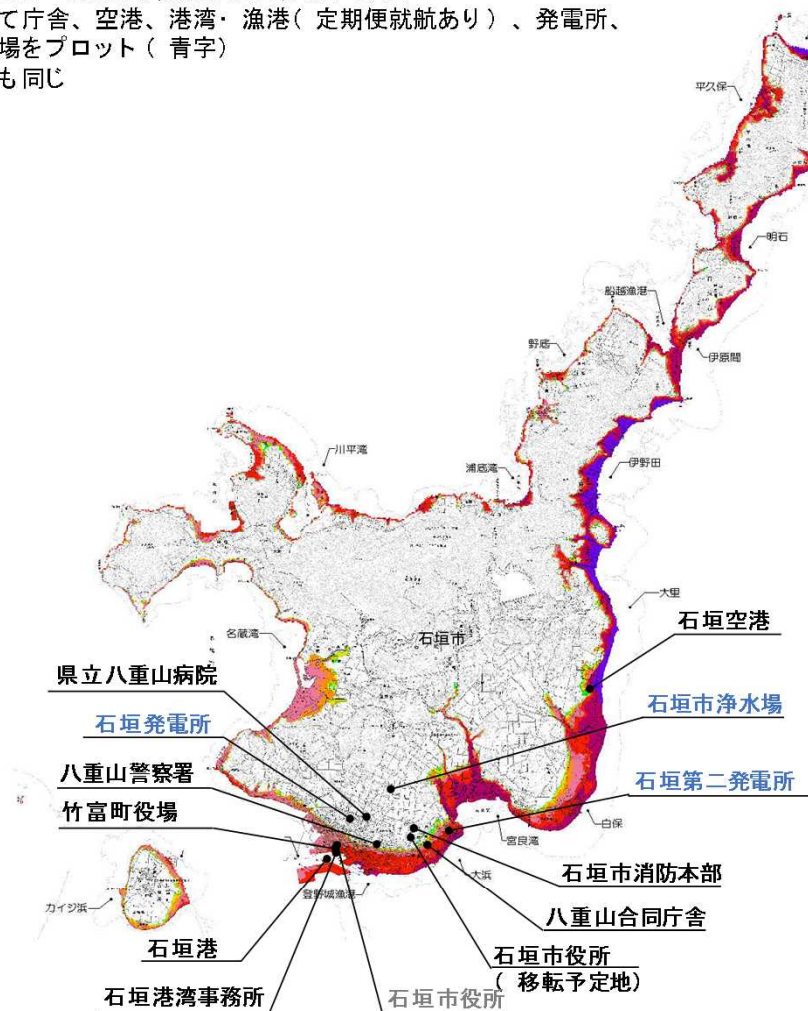 て庁舎、空港、港湾・漁港(定期便就航あり)、発電所、
場をプロット(青字)
も同じ
平久保
明石
船越漁港
野底
伊原間
川平湾
浦底湾
伊野田
大里
名蔵湾
石垣市
石垣空港
県立八重山病院
石垣市浄水場
石垣発電所
八重山警察署
石垣第二発電所
竹富町役場
白保
宮良湾
大浜
石垣市消防本部
登野城漁港
カイジ浜
八重山合同庁舎
石垣港
石垣市役所
(移転予定地)
石垣港湾事務所
石垣市役所